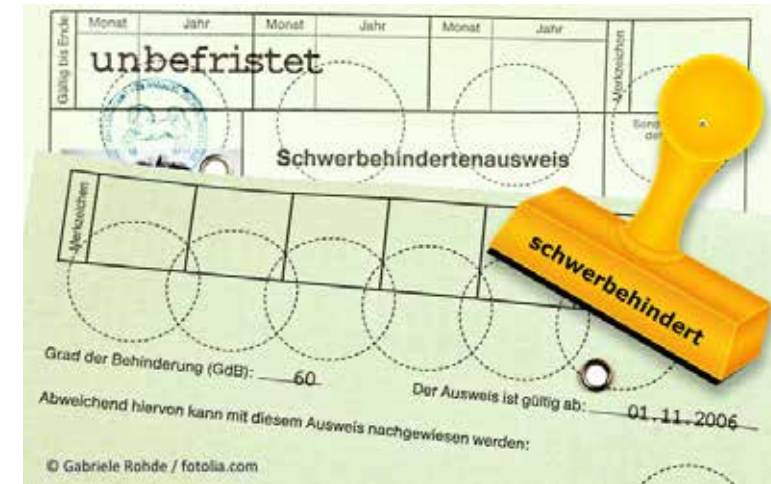 Monat Jahr Monat Jahr Monat Jahr
Gültig bis Ende
unbefristet
Merkzeichen
Schwerbehindertenausweis
Merkzeichen
schwerbehindert
Grad der Behinderung (GdB): 60
Der Ausweis ist gültig ab: 01.11.2006
Abweichend hiervon kann mit diesem Ausweis nachgewiesen werden:
© Gabriele Rohde / fotolia.com